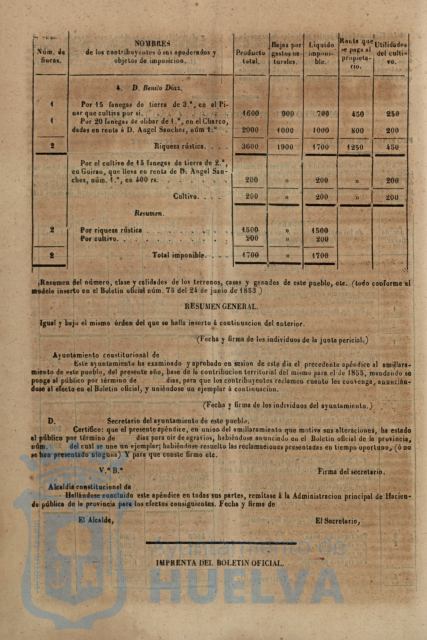 Núm. de fincas. NOMBRES de los contribuyentes ó sus apoderados y objetos de imposicion. Producto total. Bajas por gastos naturales. Líquido imponible. Renta que se paga al propietario. Utilidades del cultivo.
4. D. Benito Diaz.
1 Por 15 fanegas de tierra de 3.ª, en el Pinar que cultiva por sí. 1600 900 700 450 250
1 Por 20 fanegas de olibar de 1.ª, en el Charco, dadas en renta á D. Angel Sanchez, núm 1.º 2000 1000 1000 800 200
2 Riqueza rústica. 3600 1900 1700 1250 450
Por el cultivo de 15 fanegas de tierra de 2.ª, en Guirao, que lleva en renta de D. Angel Sanchez, núm. 1.º, en 400 rs. 200 » 200 » 200
Cultivo. 200 » 200 » 200
Resumen.
2 Por riqueza rústica 1500 » 1500
Por cultivo. 200 » 200
2 Total imponible. 1700 » 1700
(Resumen del número, clase y calidades de los terrenos, casas y ganados de este pueblo, etc. (todo conforme al
modelo inserto en el Boletin oficial núm. 75 del 24 de junio de 1853 )
RESUMEN GENERAL.
Igual y bajo el mismo órden del que se halla inserto á continuacion del anterior.
(Fecha y firma de los individuos de la junta pericial.)
Ayuntamiento constitucional de
Este ayuntamiento ha examinado y aprobado en sesion de este dia el precedente apéndice al amillaramiento
de este pueblo, del presente año, base de la contribucion territorial del mismo para el de 1855, mandando se
ponga al público por término de dias, para que los contribuyentes reclamen cuanto les convenga, anunciándose
al efecto en el Boletin oficial, y uniéndose un ejemplar á continuacion.
(Fecha y firma de los individuos del ayuntamiento.)
D. Secretario del ayuntamiento de este pueblo.
Certifico: que el presente apéndice, en union del amillaramiento que motiva sus alteraciones, ha estado
al público por término de dias para oir de agravios, habiéndose anunciado en el Boletin oficial de la provincia,
núm. del cual se une un ejemplar; habiéndose resuelto las reclamaciones presentadas en tiempo oportuno, (ó no
se han presentado ninguna) Y para que conste firmo etc.
V.º B.º Firma del secretario.
Alcaldia constitucional de
Hallándose concluido este apéndice en todas sus partes, remítase á la Administracion principal de Hacienda
pública de la provincia para los efectos consiguientes. Fecha y firma de
El Alcalde, El Secretario,
Ayuntamiento de
HUELVA
IMPRENTA DEL BOLETIN OFICIAL.